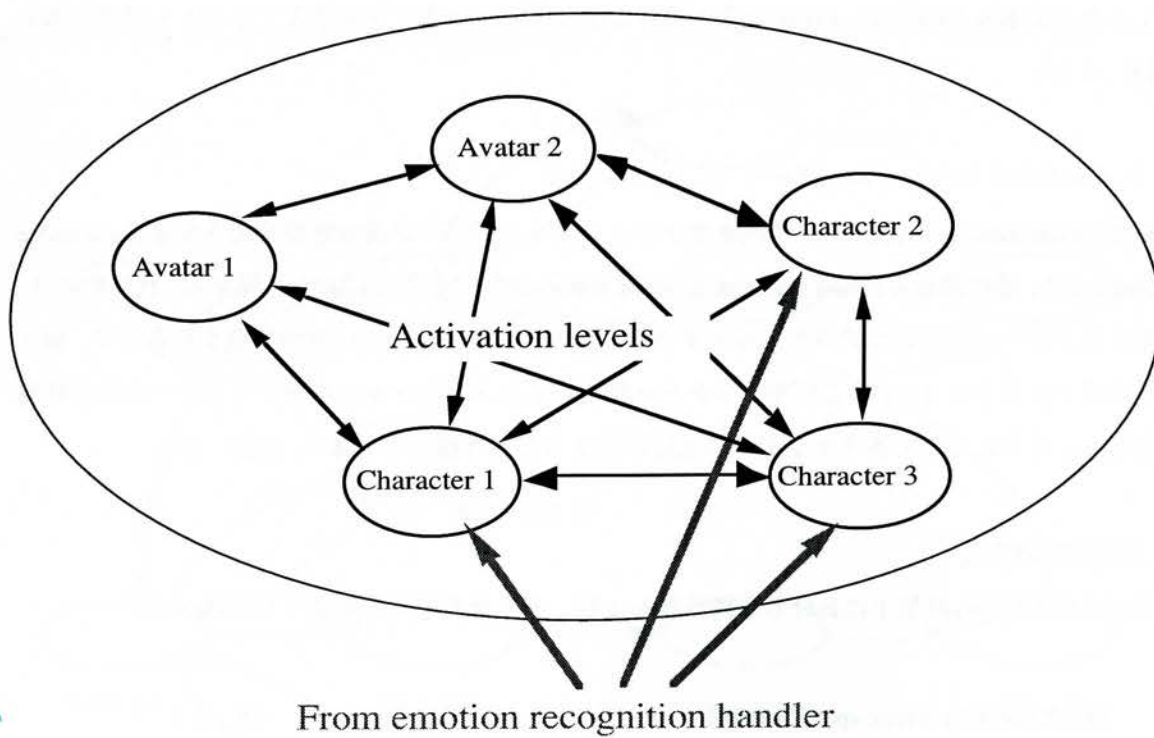 Avatar 2
Character 2
Avatar 1
Activation levels
Character 1
Character 3
From emotion recognition handler